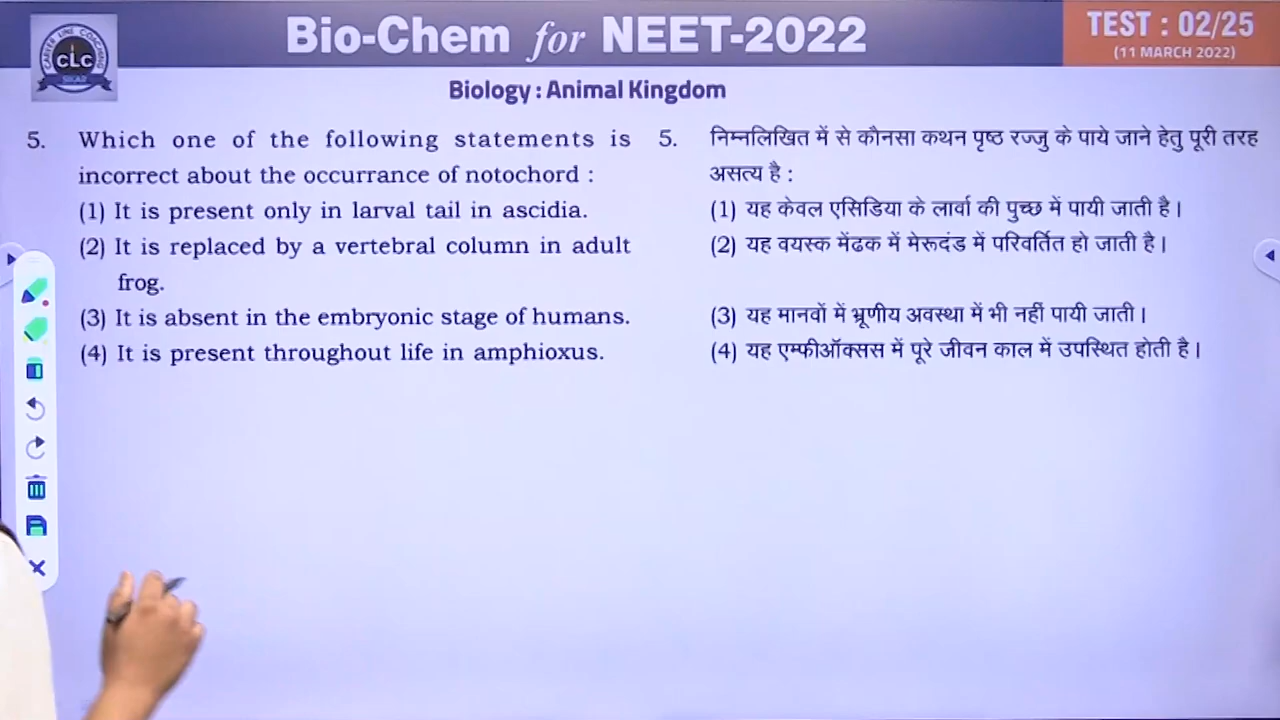 Bio-Chem for NEET-2022
TEST : 02/25
(11 MARCH 2022)
CAREER LINE COACHING
CLC
SIKAR
Biology : Animal Kingdom
5. Which one of the following statements is
incorrect about the occurrance of notochord :
(1) It is present only in larval tail in ascidia.
(2) It is replaced by a vertebral column in adult
frog.
(3) It is absent in the embryonic stage of humans.
(4) It is present throughout life in amphioxus.
5. निम्नलिखित में से कौनसा कथन पृष्ठ रज्जु के पाये जाने हेतु पूरी तरह
असत्य है :
(1) यह केवल एसिडिया के लार्वा की पुच्छ में पायी जाती है।
(2) यह वयस्क मेंढक में मेरूदंड में परिवर्तित हो जाती है।
(3) यह मानवों में भ्रूणीय अवस्था में भी नहीं पायी जाती।
(4) यह एम्फीऑक्सस में पूरे जीवन काल में उपस्थित होती है।